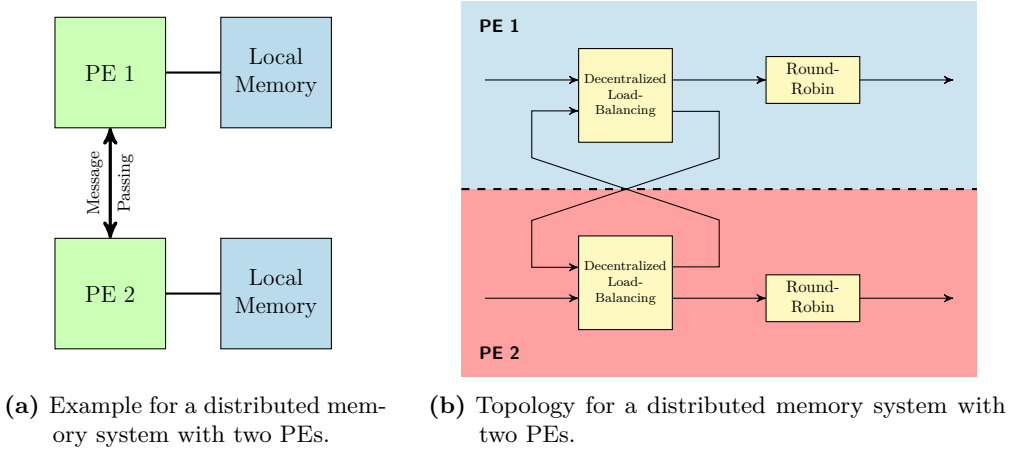 PE 1
Local
Memory
Message
Passing
PE 2
Local
Memory
(a) Example for a distributed mem-
ory system with two PEs.
PE 1
Decentralized
Load-
Balancing
Round-
Robin
Decentralized
Load-
Balancing
Round-
Robin
PE 2
(b) Topology for a distributed memory system with
two PEs.